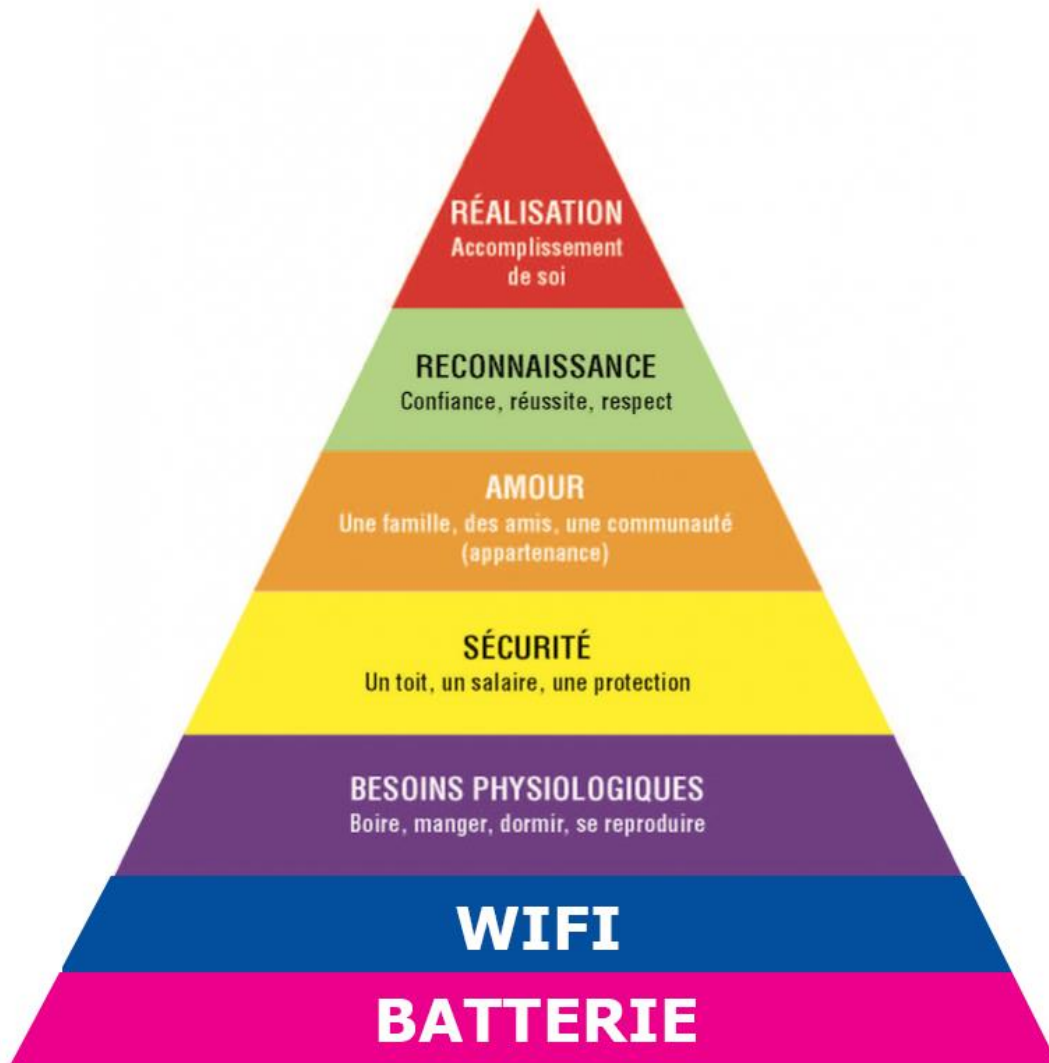 RÉALISATION
Accomplissement
de soi
RECONNAISSANCE
Confiance, réussite, respect
AMOUR
Une famille, des amis, une communauté
(appartenance)
SÉCURITÉ
Un toit, un salaire, une protection
BESOINS PHYSIOLOGIQUES
Boire, manger, dormir, se reproduire
WIFI
BATTERIE